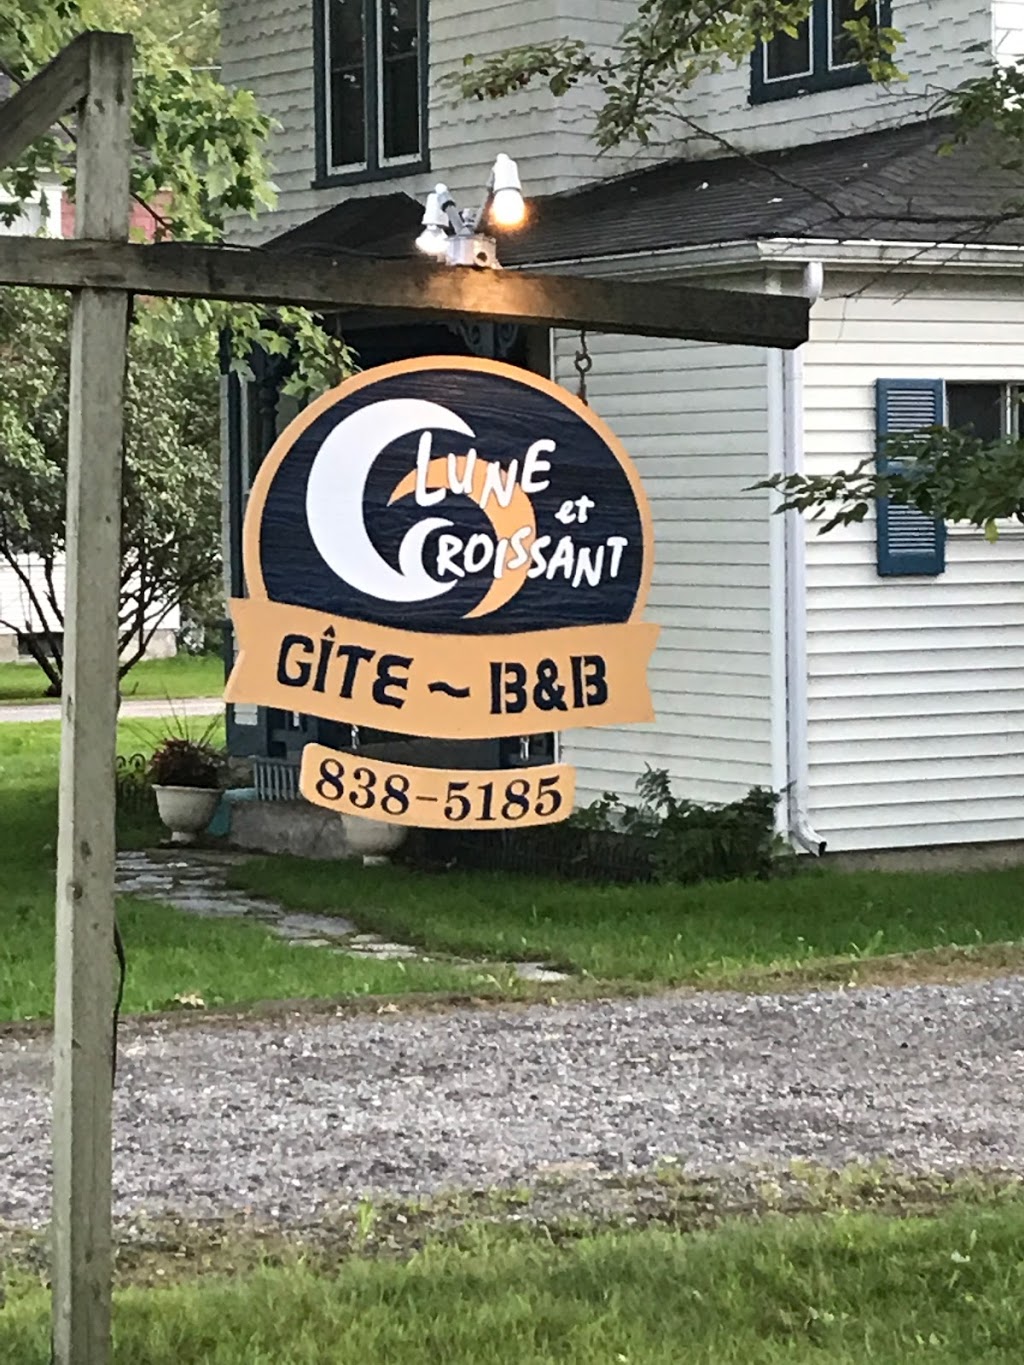 LUNE
et
CROISSANT
GÎTE ~ B&B
838-5185